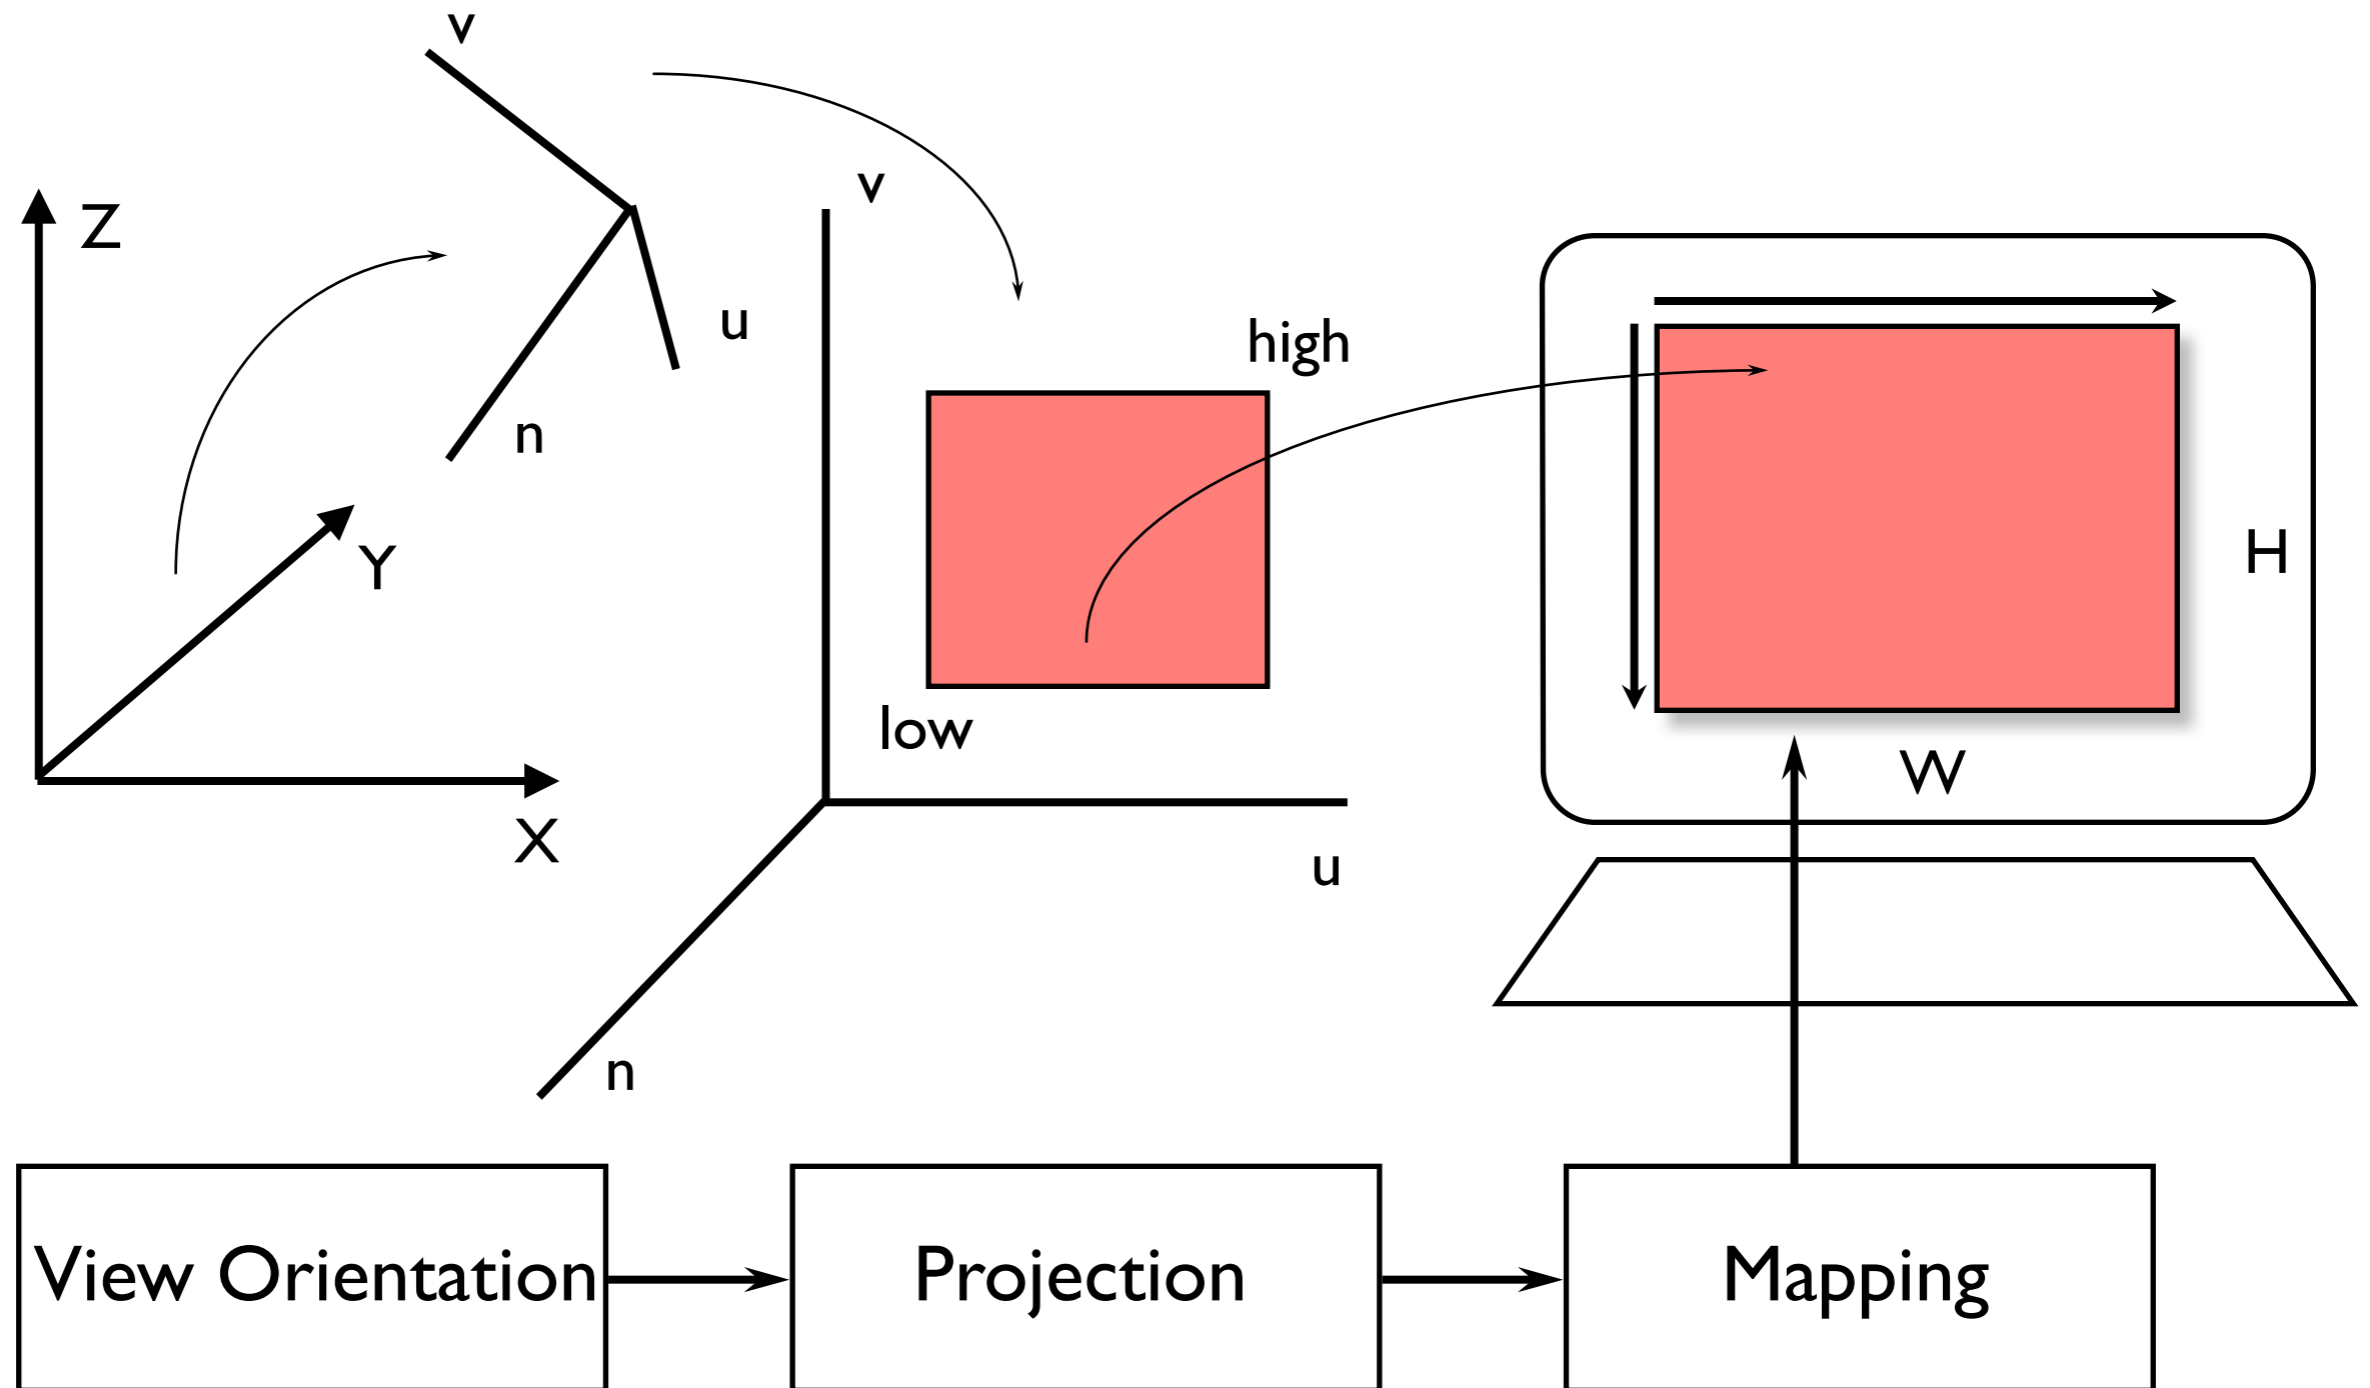 v
v
Z
u
high
n
Y
H
low
W
X
u
n
View Orientation
Projection
Mapping